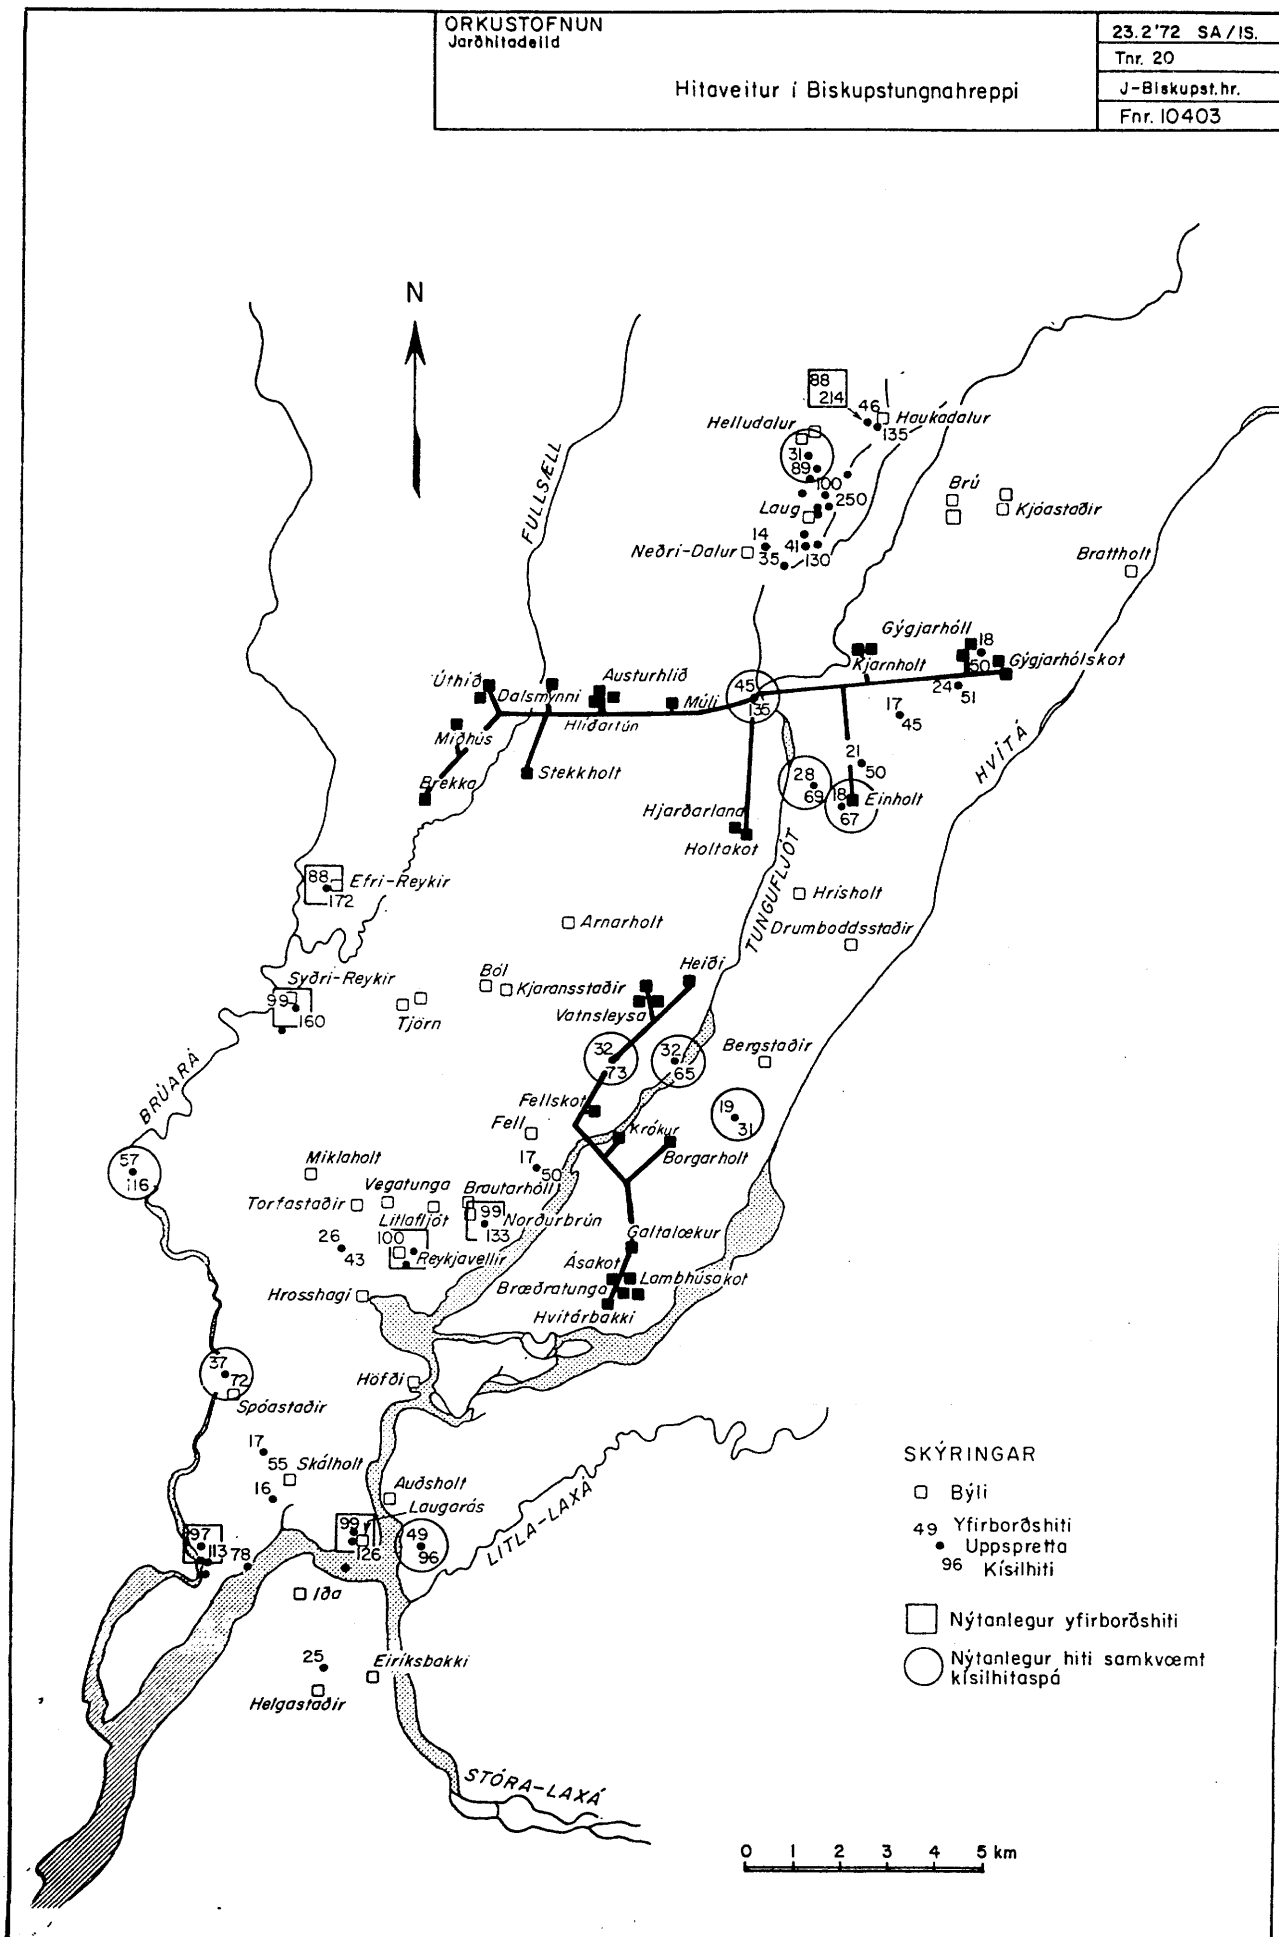 ORKUSTOFNUN
Jarðhitadeild
Hitaveitur í Biskupstungnahreppi
23.2'72 SA/IS.
Tnr. 20
J-Biskupst.hr.
Fnr. 10403
N
88
214
46
Haukadalur
135
Helludalur
31
89
100
250
Laug
Brú
Kjóastaðir
FULLSÆLL
14
Neðri-Dalur
35
41
130
Brattholt
Gýgjarhóll
18
50
Gýgjarhólskot
Kjarnholt
24
51
Úthlíð
Dalsmynni
Austurhlíð
Hlíðartún
Múli
45
135
17
45
Miðhús
Stekkholt
Brekka
21
50
28
69
18
67
Einholt
HVÍTÁ
Hjarðarland
Holtakot
TUNGUFLJÓT
88
Efri-Reykir
172
Hrísholt
Arnarholt
Drumboddsstaðir
Syðri-Reykir
99
160
Ból
Kjaransstaðir
Tjörn
Heiði
Vatnsleysa
32
73
32
65
Bergstaðir
BRÚARÁ
Fellskot
Fell
19
31
Krókur
Borgarholt
57
116
Miklaholt
17
50
Vegatunga
Brautarhóll
Torfastaðir
Litlafljót
99
Norðurbrún
133
26
43
100
Reykjavellir
Galtalækur
Ásakot
Lambhúsakot
Bræðratunga
Hvítárbakki
Hrosshagi
37
72
Höfði
Spóastaðir
17
55
Skálholt
16
Auðsholt
Laugarás
99
126
49
96
LITLA-LAXÁ
97
113
78
Iða
25
Eiríksbakki
Helgastaðir
STÓRA-LAXÁ
SKÝRINGAR
Býli
49 Yfirborðshiti
Uppspretta
96 Kísilhiti
Nýtanlegur yfirborðshiti
Nýtanlegur hiti samkvæmt
kísilhitaspá
0 1 2 3 4 5 km